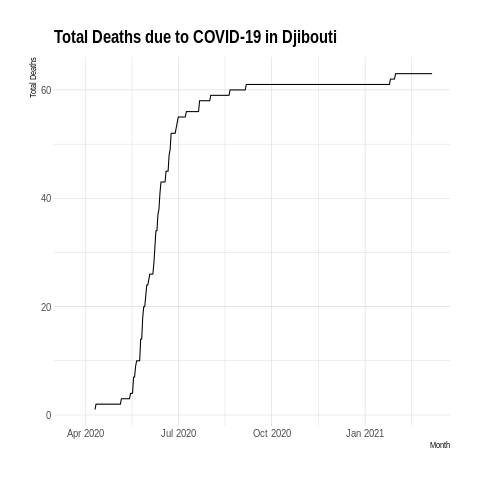 Total Deaths due to COVID-19 in Djibouti
Total Deaths
60
40
20
0
Apr 2020
Jul 2020
Oct 2020
Jan 2021
Month